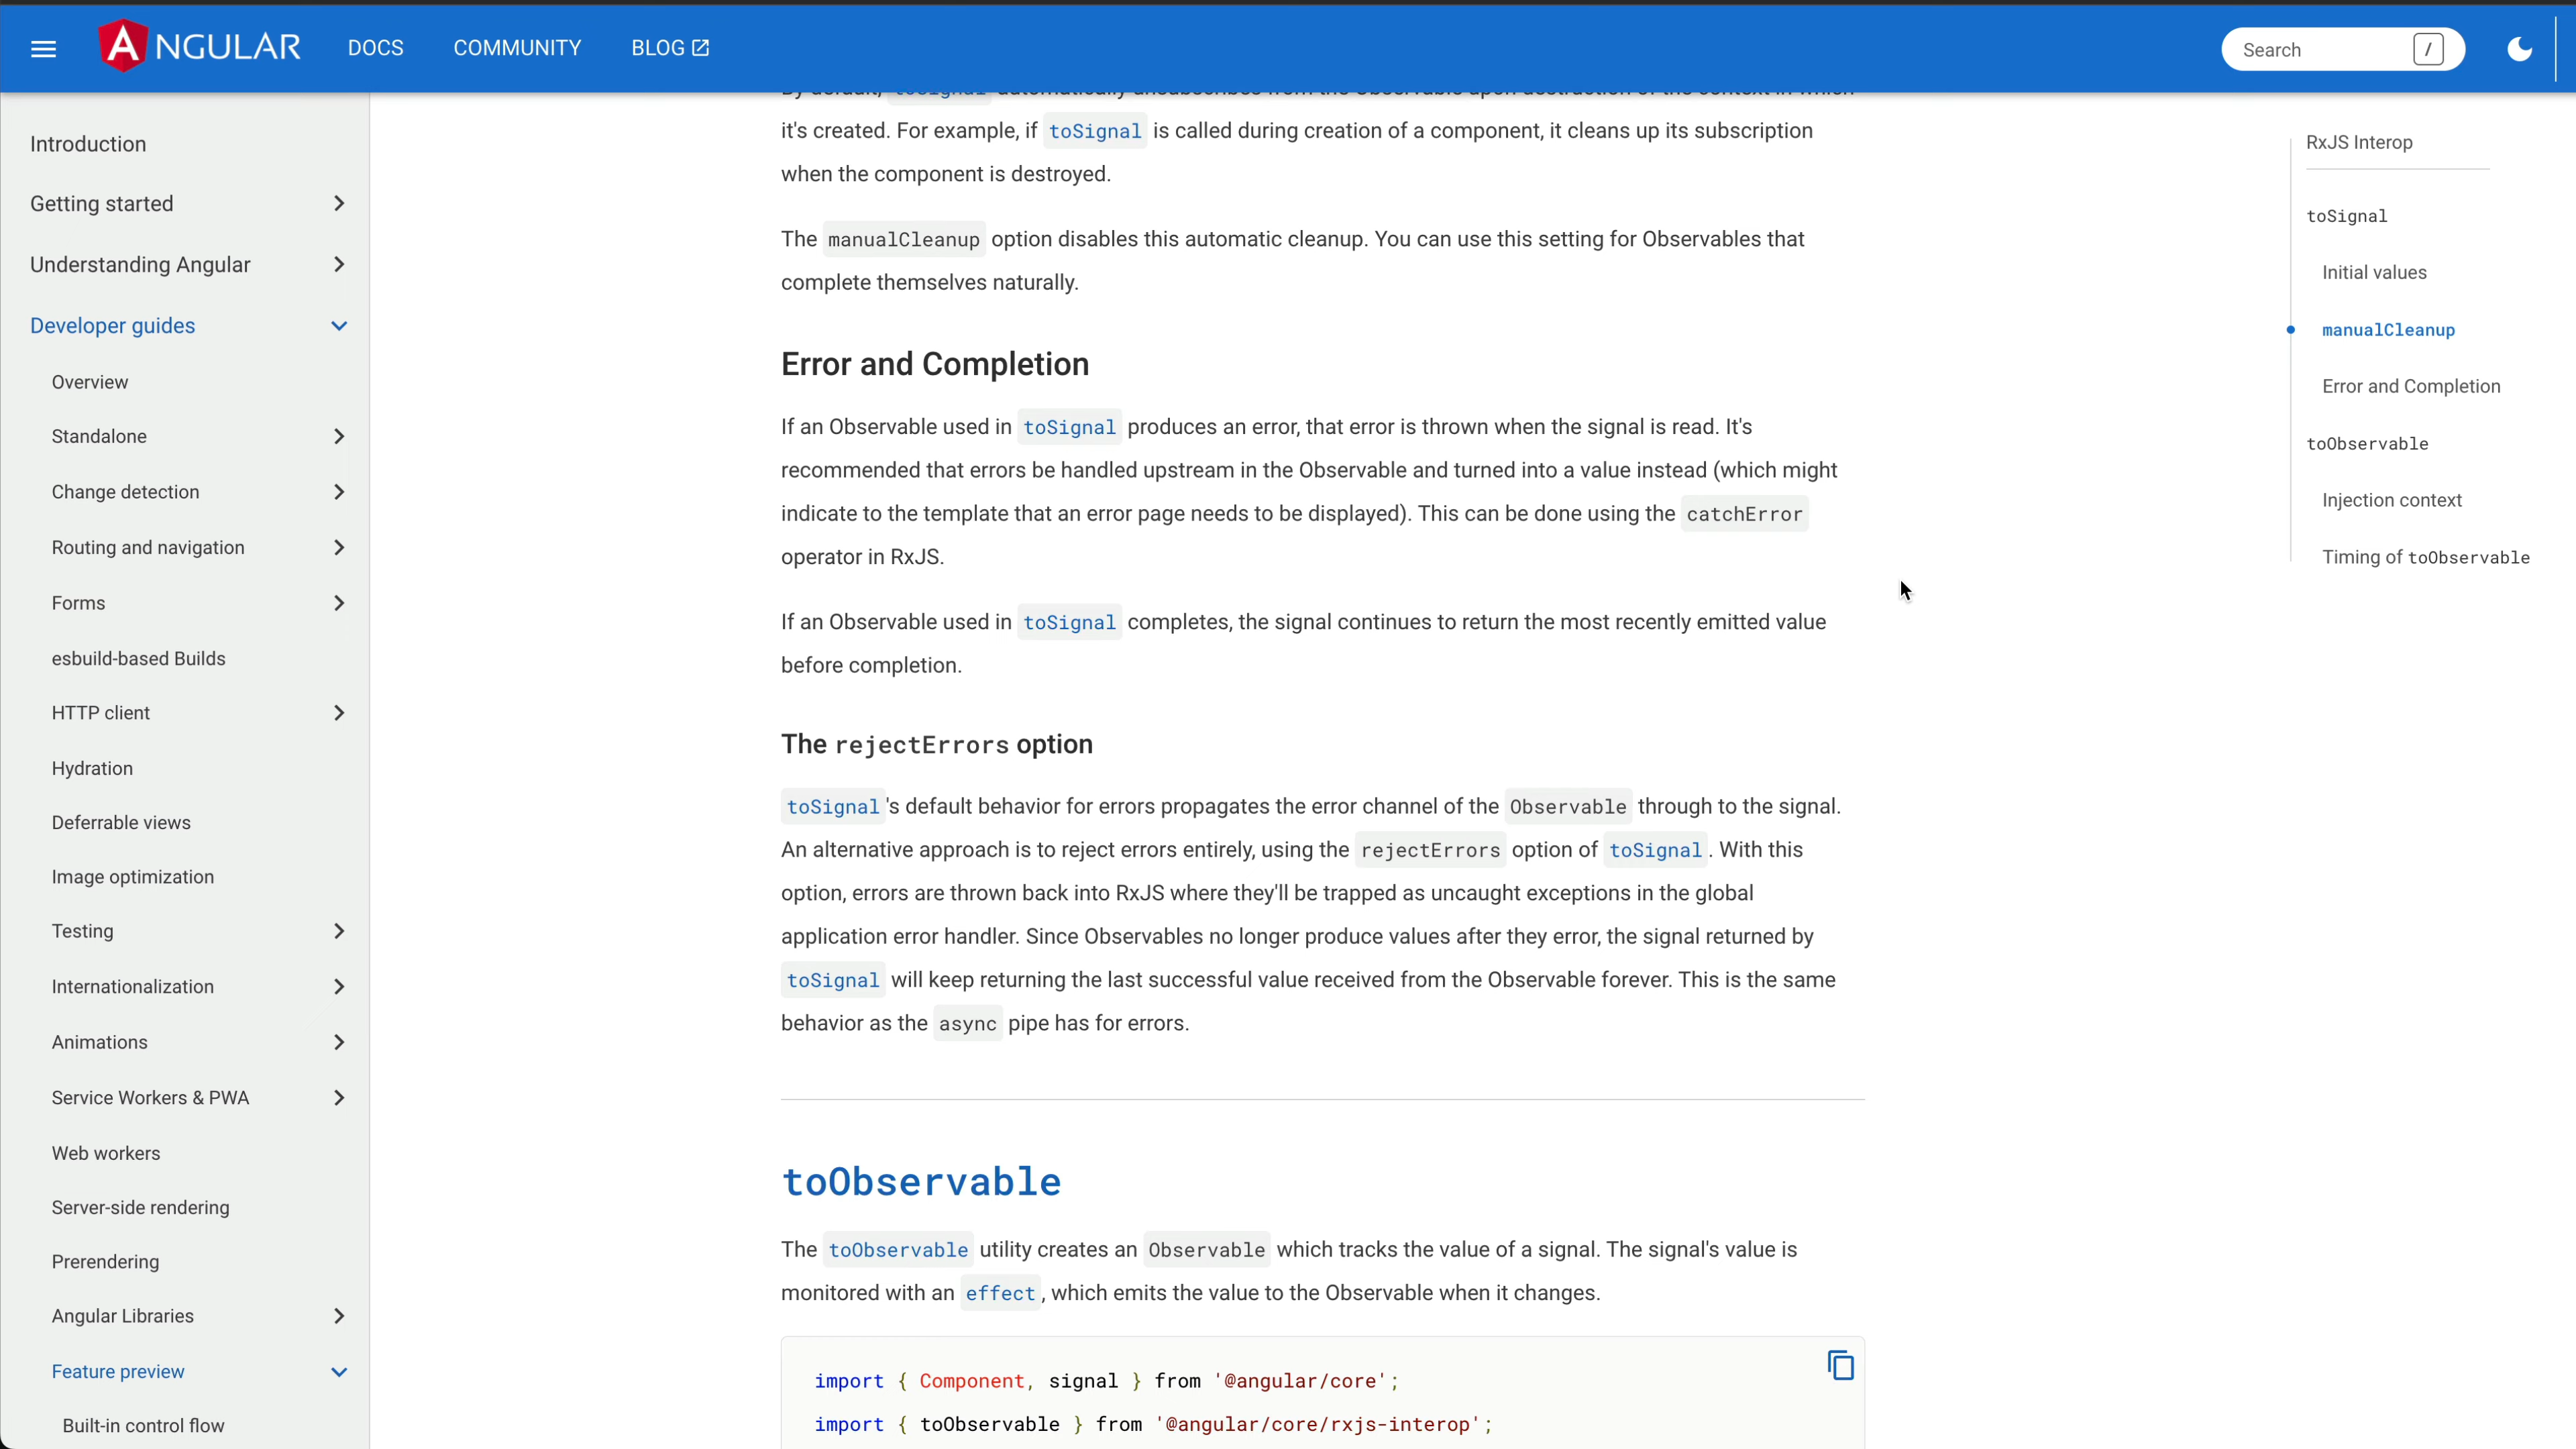 ANGULAR
DOCS
COMMUNITY
BLOG
Search
/
Introduction
Getting started
Understanding Angular
Developer guides
Overview
Standalone
Change detection
Routing and navigation
Forms
esbuild-based Builds
HTTP client
Hydration
Deferrable views
Image optimization
Testing
Internationalization
Animations
Service Workers & PWA
Web workers
Server-side rendering
Prerendering
Angular Libraries
Feature preview
Built-in control flow
By default, toSignal automatically unsubscribes from the Observable upon destruction of the context in which
it's created. For example, if toSignal is called during creation of a component, it cleans up its subscription
when the component is destroyed.
The manualCleanup option disables this automatic cleanup. You can use this setting for Observables that
complete themselves naturally.
Error and Completion
If an Observable used in toSignal produces an error, that error is thrown when the signal is read. It's
recommended that errors be handled upstream in the Observable and turned into a value instead (which might
indicate to the template that an error page needs to be displayed). This can be done using the catchError
operator in RxJS.
If an Observable used in toSignal completes, the signal continues to return the most recently emitted value
before completion.
The rejectErrors option
toSignal's default behavior for errors propagates the error channel of the Observable through to the signal.
An alternative approach is to reject errors entirely, using the rejectErrors option of toSignal. With this
option, errors are thrown back into RxJS where they'll be trapped as uncaught exceptions in the global
application error handler. Since Observables no longer produce values after they error, the signal returned by
toSignal will keep returning the last successful value received from the Observable forever. This is the same
behavior as the async pipe has for errors.
toObservable
The toObservable utility creates an Observable which tracks the value of a signal. The signal's value is
monitored with an effect, which emits the value to the Observable when it changes.
import { Component, signal } from '@angular/core';
import { toObservable } from '@angular/core/rxjs-interop';
RxJS Interop
toSignal
Initial values
manualCleanup
Error and Completion
toObservable
Injection context
Timing of toObservable